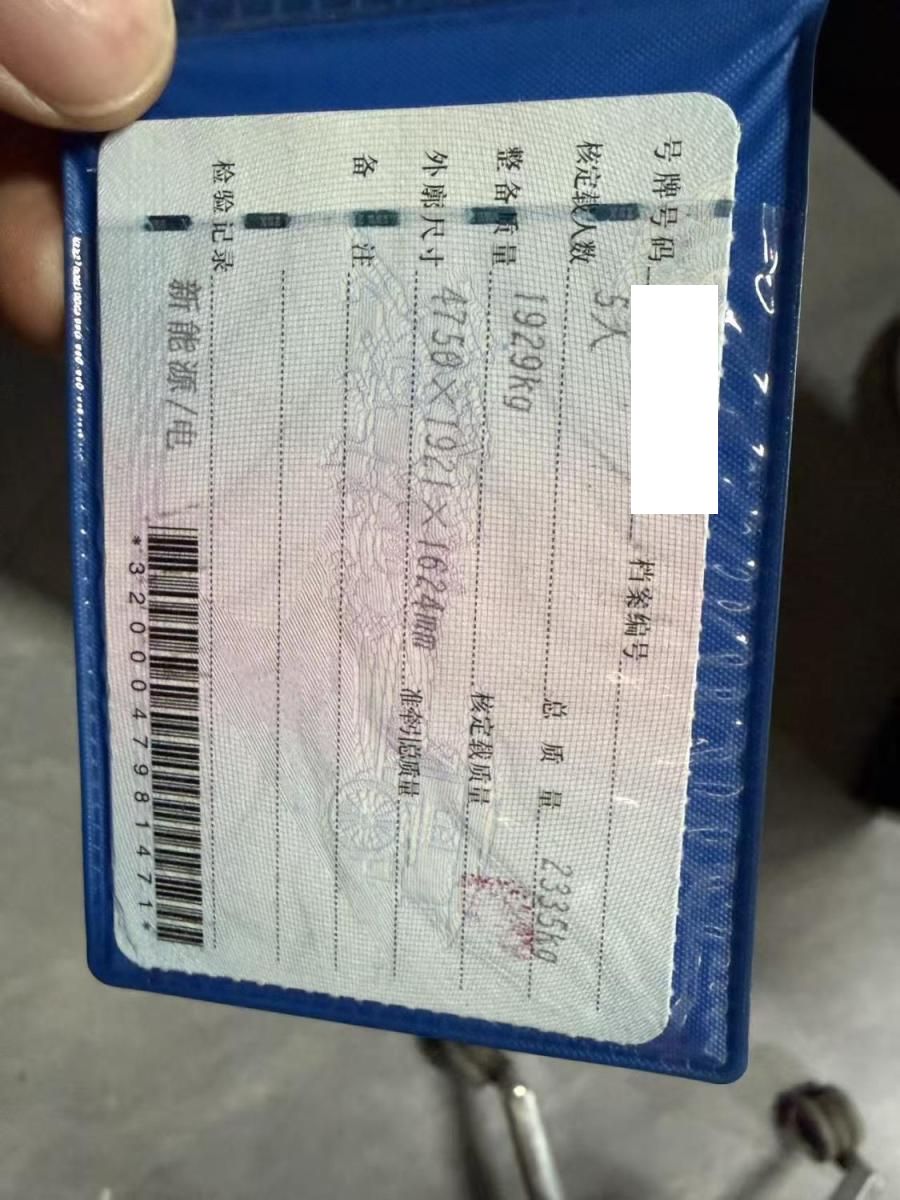 号牌号码 档案编号
核定载人数 5人 总质量 2335kg
整备质量 1929kg 核定载质量
外廓尺寸 4750×1921×1624mm 准牵引总质量
备注
检验记录
新能源/电
*3200047981471*